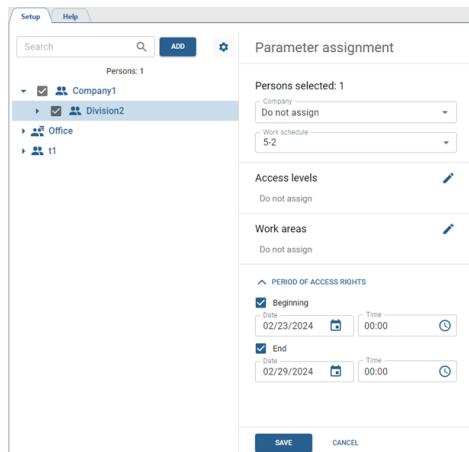 Setup
Help
Search
ADD
Persons: 1
Company1
Division2
Office
t1
Parameter assignment
Persons selected: 1
Company
Do not assign
Work schedule
5-2
Access levels
Do not assign
Work areas
Do not assign
PERIOD OF ACCESS RIGHTS
Beginning
Date
02/23/2024
Time
00:00
End
Date
02/29/2024
Time
00:00
SAVE
CANCEL